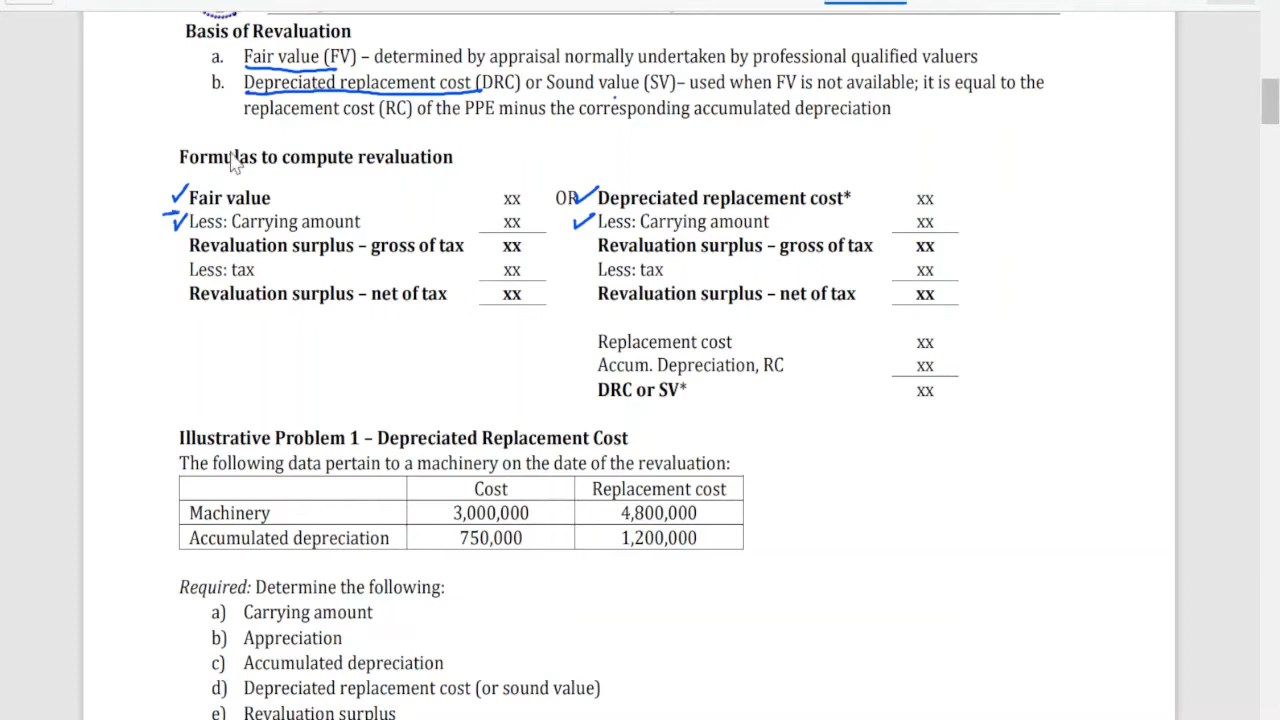 Basis of Revaluation
a. Fair value (FV) – determined by appraisal normally undertaken by professional qualified valuers
b. Depreciated replacement cost (DRC) or Sound value (SV)– used when FV is not available; it is equal to the
replacement cost (RC) of the PPE minus the corresponding accumulated depreciation
Formulas to compute revaluation
Fair value xx OR Depreciated replacement cost* xx
Less: Carrying amount xx Less: Carrying amount xx
Revaluation surplus – gross of tax xx Revaluation surplus – gross of tax xx
Less: tax xx Less: tax xx
Revaluation surplus – net of tax xx Revaluation surplus – net of tax xx
Replacement cost xx
Accum. Depreciation, RC xx
DRC or SV* xx
Illustrative Problem 1 – Depreciated Replacement Cost
The following data pertain to a machinery on the date of the revaluation:
Cost Replacement cost
Machinery 3,000,000 4,800,000
Accumulated depreciation 750,000 1,200,000
Required: Determine the following:
a) Carrying amount
b) Appreciation
c) Accumulated depreciation
d) Depreciated replacement cost (or sound value)
e) Revaluation surplus